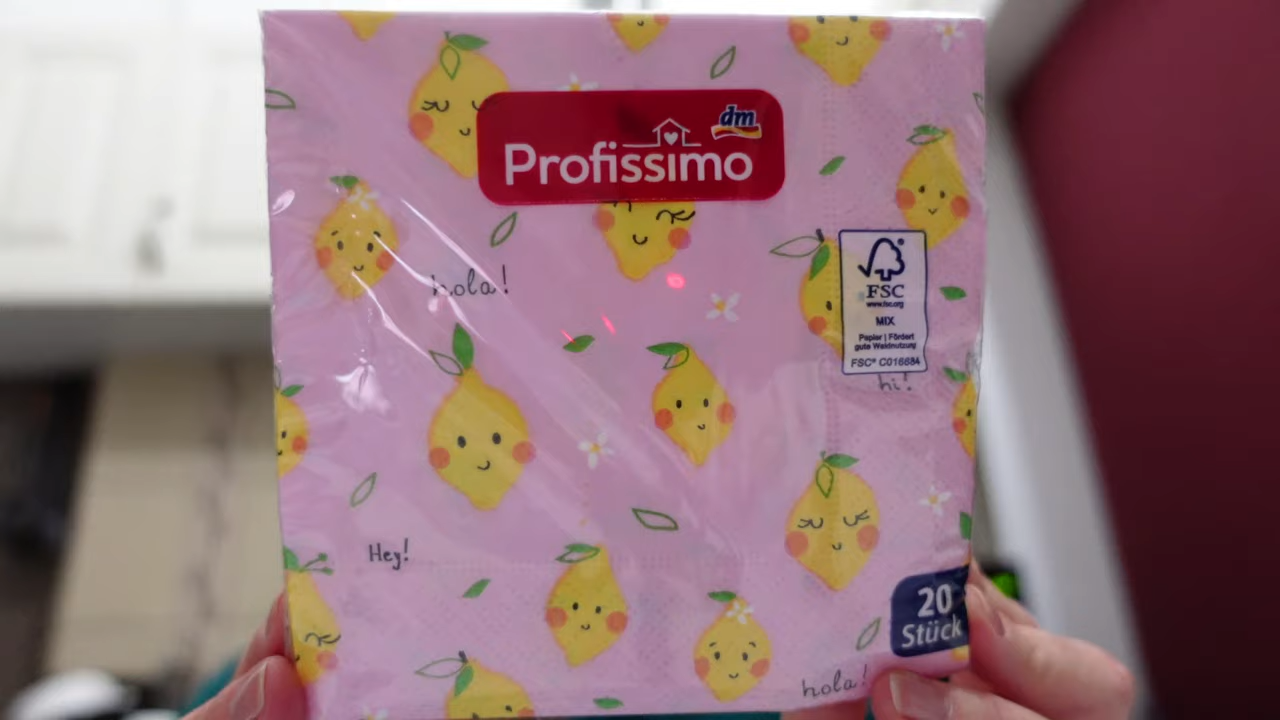 dm
Profissimo
hola!
FSC
www.fsc.org
MIX
Papier | Fördert
gute Waldnutzung
FSC® C016684
hi!
Hey!
20
Stück
hola!